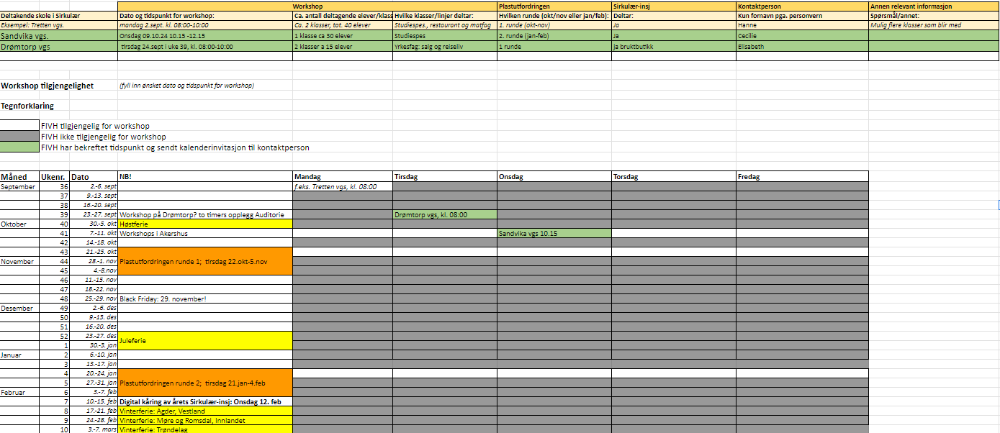 Workshop Plastutfordringen Sirkulær-insj Kontaktperson Annen relevant informasjon
Deltakende skole i Sirkulær Dato og tidspunkt for workshop: Ca. antall deltagende elever/klass Hvilke klasser/linjer deltar: Hvilken runde (okt/nov eller jan/feb): Deltar: Kun fornavn pga. personvern Spørsmål/annet:
Eksempel: Tretten vgs. mandag 2.sept. kl. 08:00-10:00 Ca. 2 klasser, tot. 40 elever Studiespes., restaurant og matfag 1. runde (okt-nov) Ja Hanne Mulig flere klasser som blir med
Sandvika vgs. Onsdag 09.10.24 10.15 -12.15 1 klasse ca 30 elever Studiespes 2. runde (jan-feb) Ja Cecilie
Drømtorp vgs tirsdag 24.sept i uke 39, kl. 08:00-10:00 2 klasser a 15 elever Yrkesfag: salg og reiseliv 1 runde ja bruktbutikk Elisabeth
Workshop tilgjengelighet (fyll inn ønsket dato og tidspunkt for workshop)
Tegnforklaring
FIVH tilgjengelig for workshop
FIVH ikke tilgjengelig for workshop
FIVH har bekreftet tidspunkt og sendt kalenderinvitasjon til kontaktperson
Måned Ukenr. Dato NB! Mandag Tirsdag Onsdag Torsdag Fredag
September 36 2.-6. sept f.eks. Tretten vgs, kl. 08:00
37 9.-13. sept
38 16.-20. sept
39 23.-27. sept Workshop på Drømtorp? to timers opplegg Auditorie Drømtorp vgs, kl. 08:00
Oktober 40 30.-5. okt Høstferie
41 7.-11. okt Workshops i Akershus Sandvika vgs 10.15
42 14.-18. okt
43 21.-25. okt
November 44 28.-1. nov Plastutfordringen runde 1; tirsdag 22.okt-5.nov
45 4.-8.nov
46 11.-15. nov
47 18.-22. nov
48 25.-29. nov Black Friday: 29. november!
Desember 49 2.-6. des
50 9.-13. des
51 16.-20. des
52 23.-27. des
Juleferie
1 30.-3. jan
Januar 2 6.-10. jan
3 13.-17. jan
4 20.-24. jan
5 27.-31. jan Plastutfordringen runde 2; tirsdag 21.jan-4.feb
Februar 6 3.-7. feb
7 10.-15. feb Digital kåring av årets Sirkulær-insj: Onsdag 12. feb
8 17.-21. feb Vinterferie: Agder, Vestland
9 24.-28. feb Vinterferie: Møre og Romsdal, Innlandet
10 3.-7. mars Vinterferie: Trøndelag